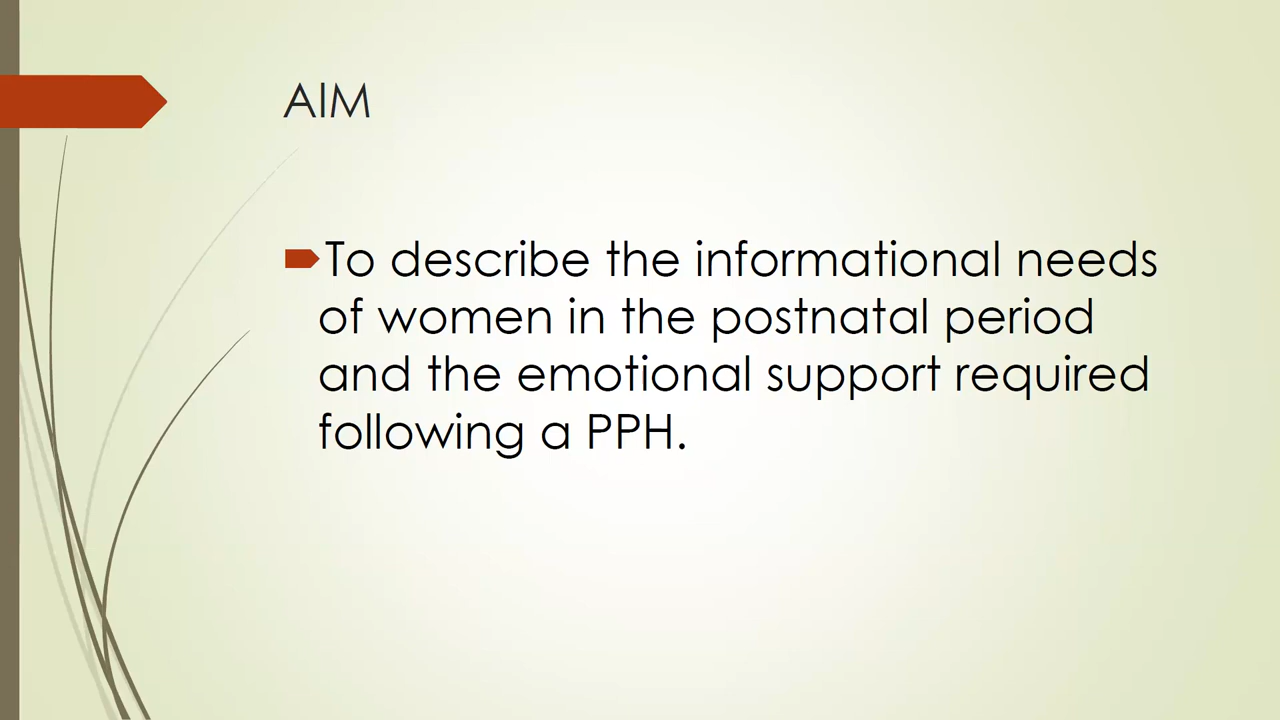 AIM
To describe the informational needs
of women in the postnatal period
and the emotional support required
following a PPH.